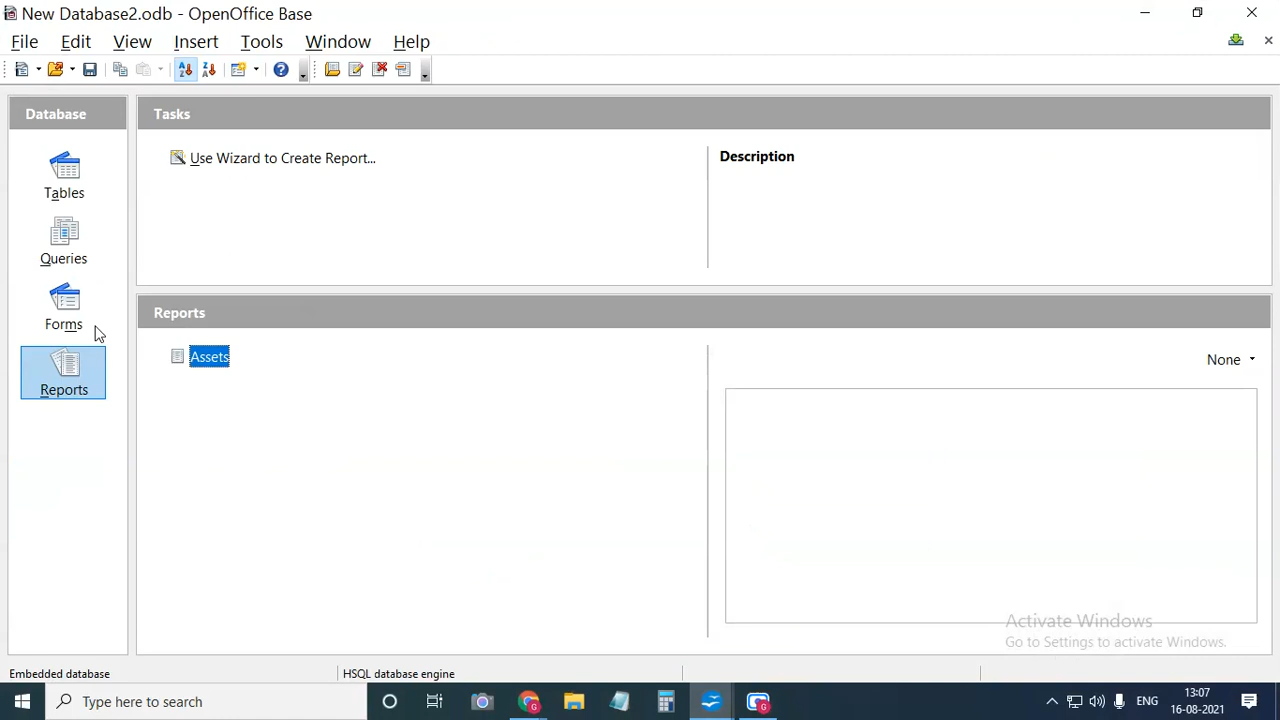 New Database2.odb - OpenOffice Base
File Edit View Insert Tools Window Help
Database
Tables
Queries
Forms
Reports
Tasks
Use Wizard to Create Report...
Description
Reports
Assets
None
Activate Windows
Go to Settings to activate Windows.
Embedded database
HSQL database engine
Type here to search
ENG
13:07
16-08-2021